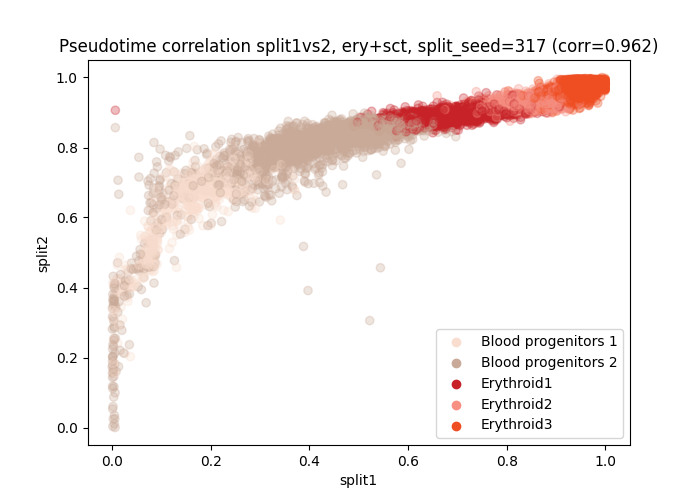 Pseudotime correlation split1vs2, ery+sct, split_seed=317 (corr=0.962)
1.0
0.8
0.6
0.4
0.2
0.0
split2
Blood progenitors 1
Blood progenitors 2
Erythroid1
Erythroid2
Erythroid3
0.0 0.2 0.4 0.6 0.8 1.0
split1